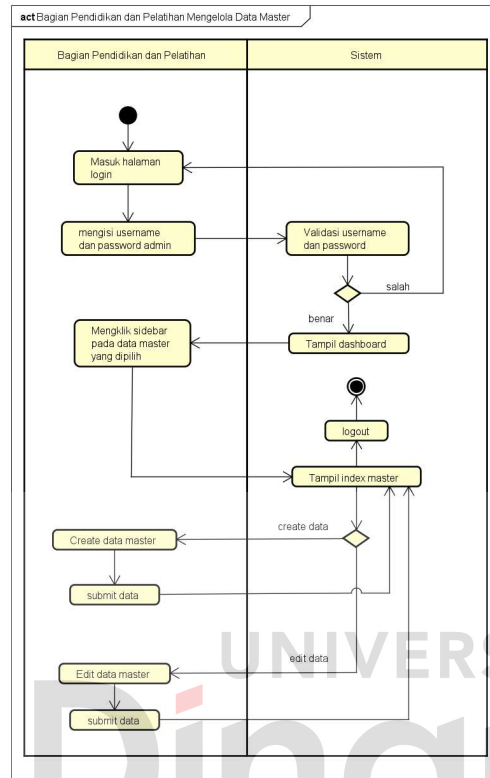 act Bagian Pendidikan dan Pelatihan Mengelola Data Master
Bagian Pendidikan dan Pelatihan
Sistem
Masuk halaman
login
mengisi username
dan password admin
Validasi username
dan password
salah
benar
Mengklik sidebar
pada data master
yang dipilih
Tampil dashboard
logout
Tampil index master
create data
Create data master
submit data
edit data
Edit data master
submit data
UNIVERS
Dina